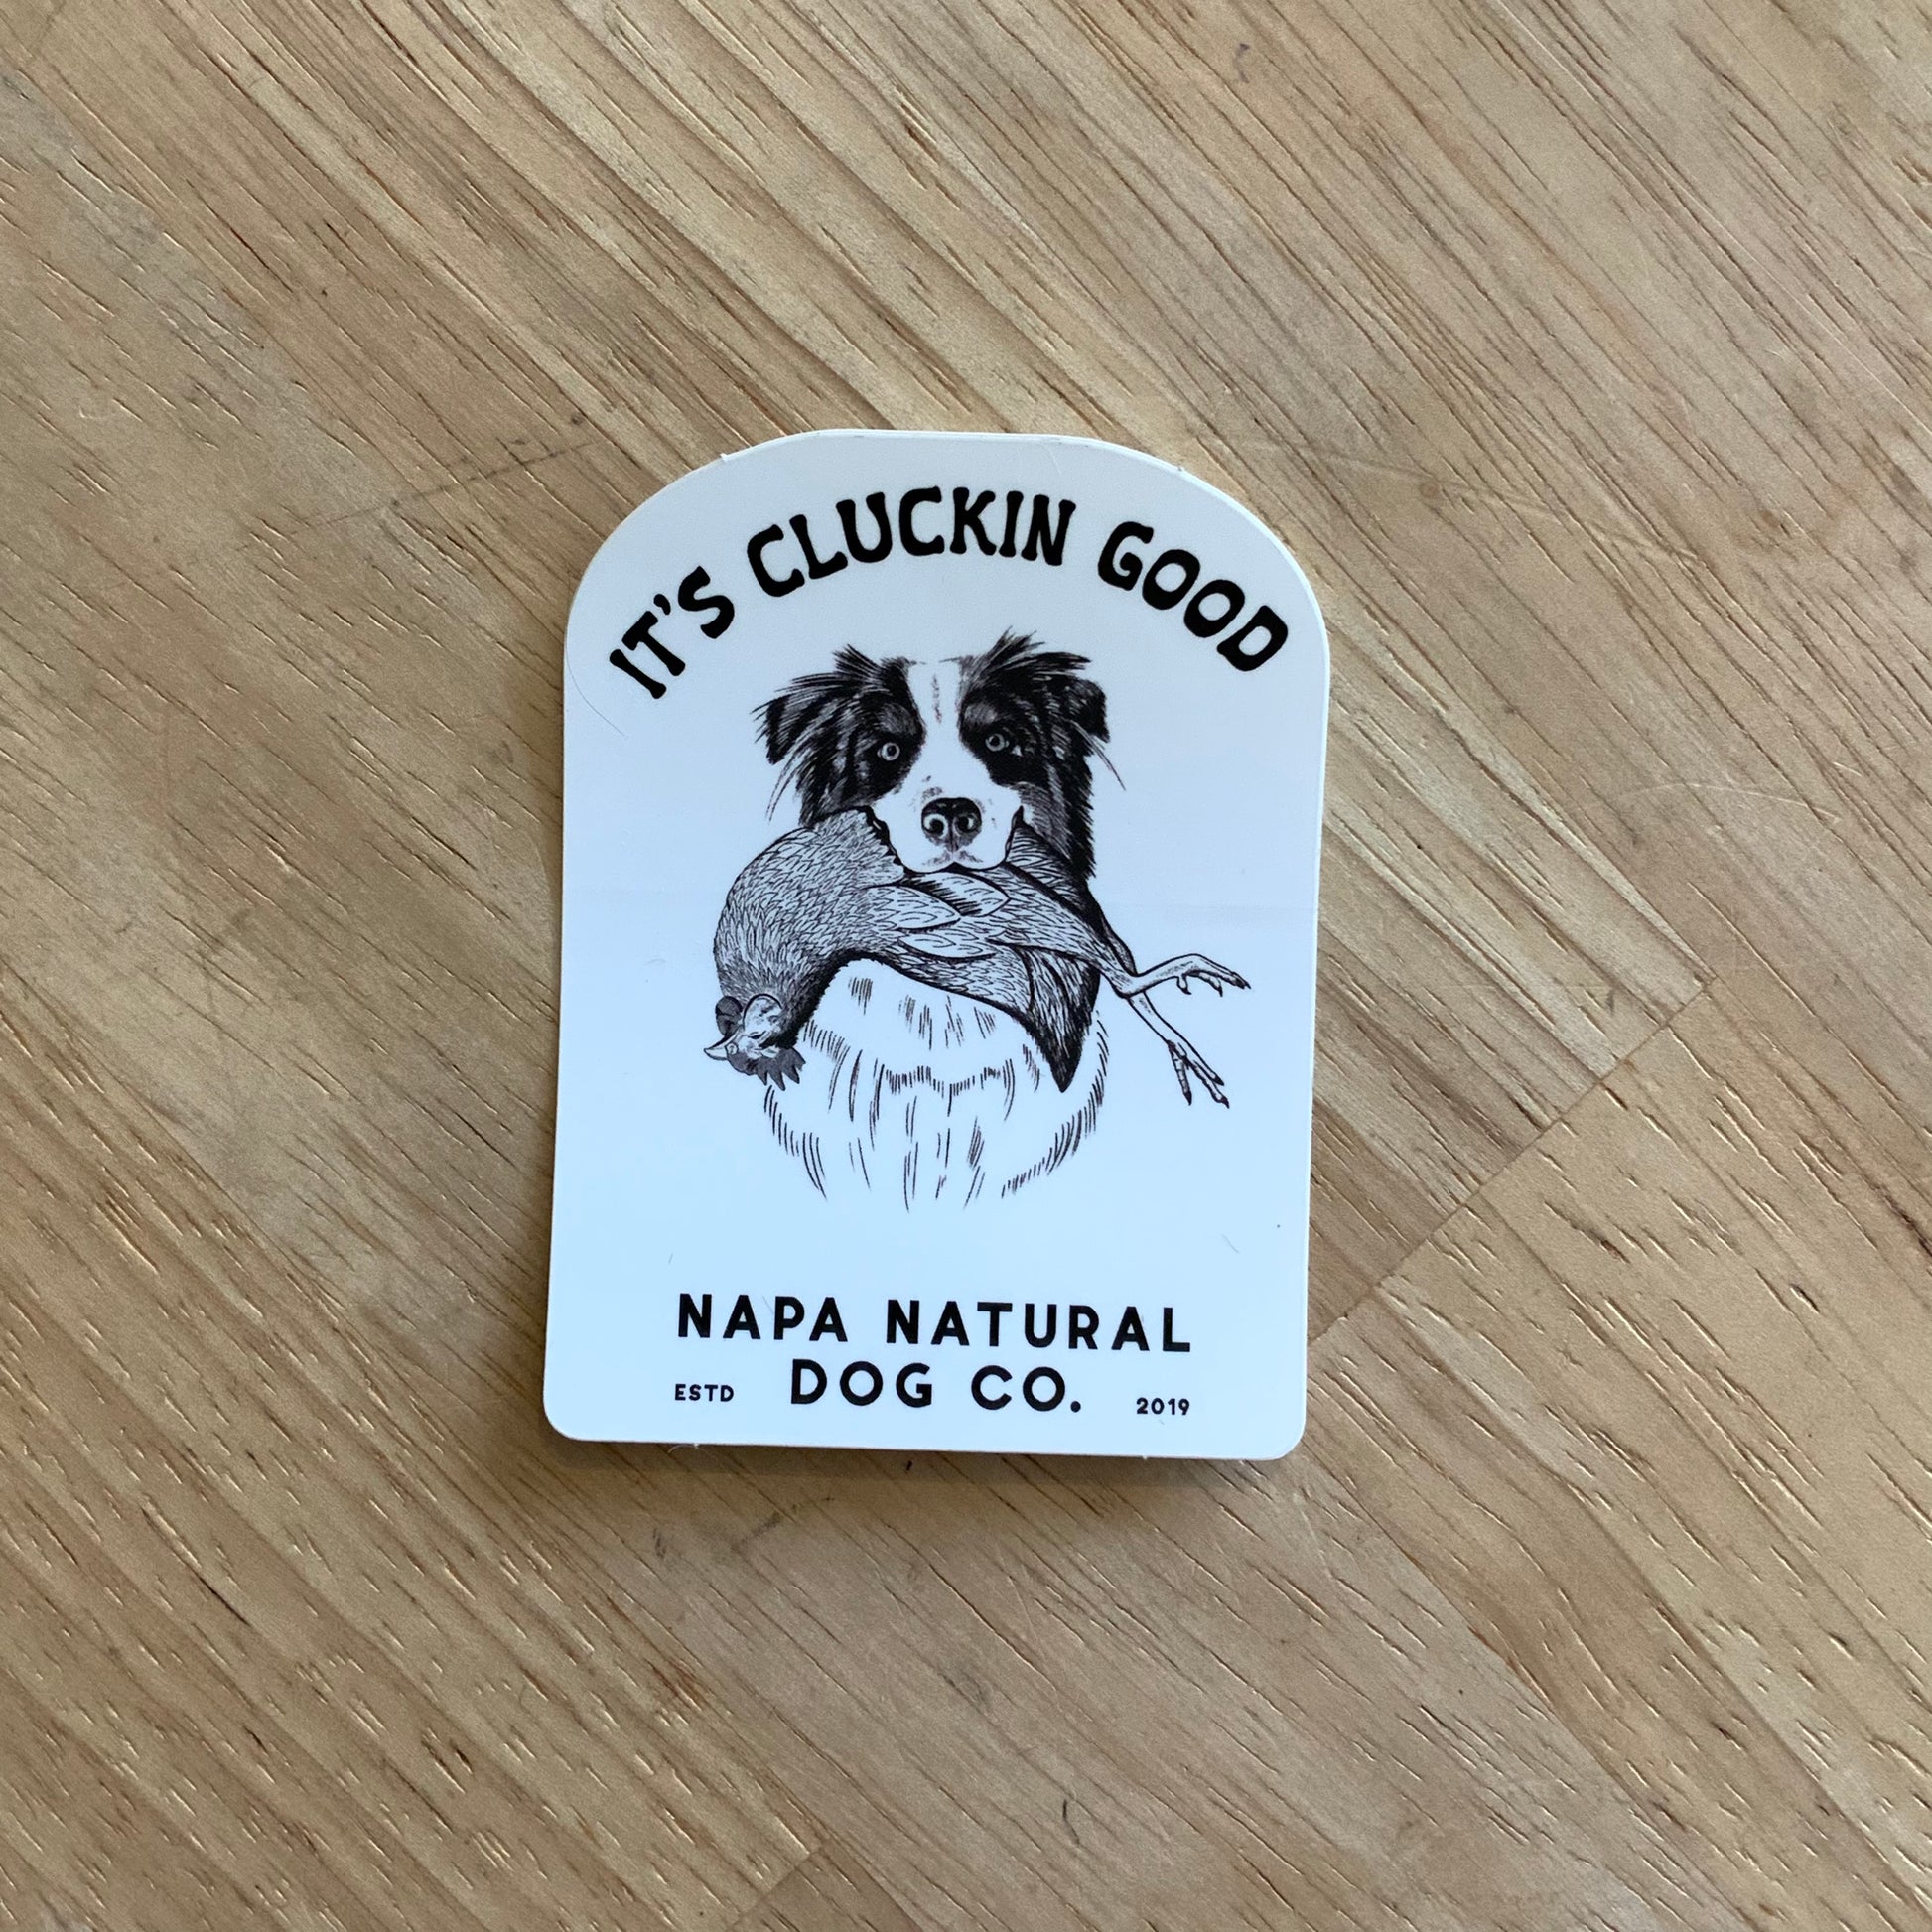 IT'S CLUCKIN GOOD
NAPA NATURAL
ESTD DOG CO. 2019